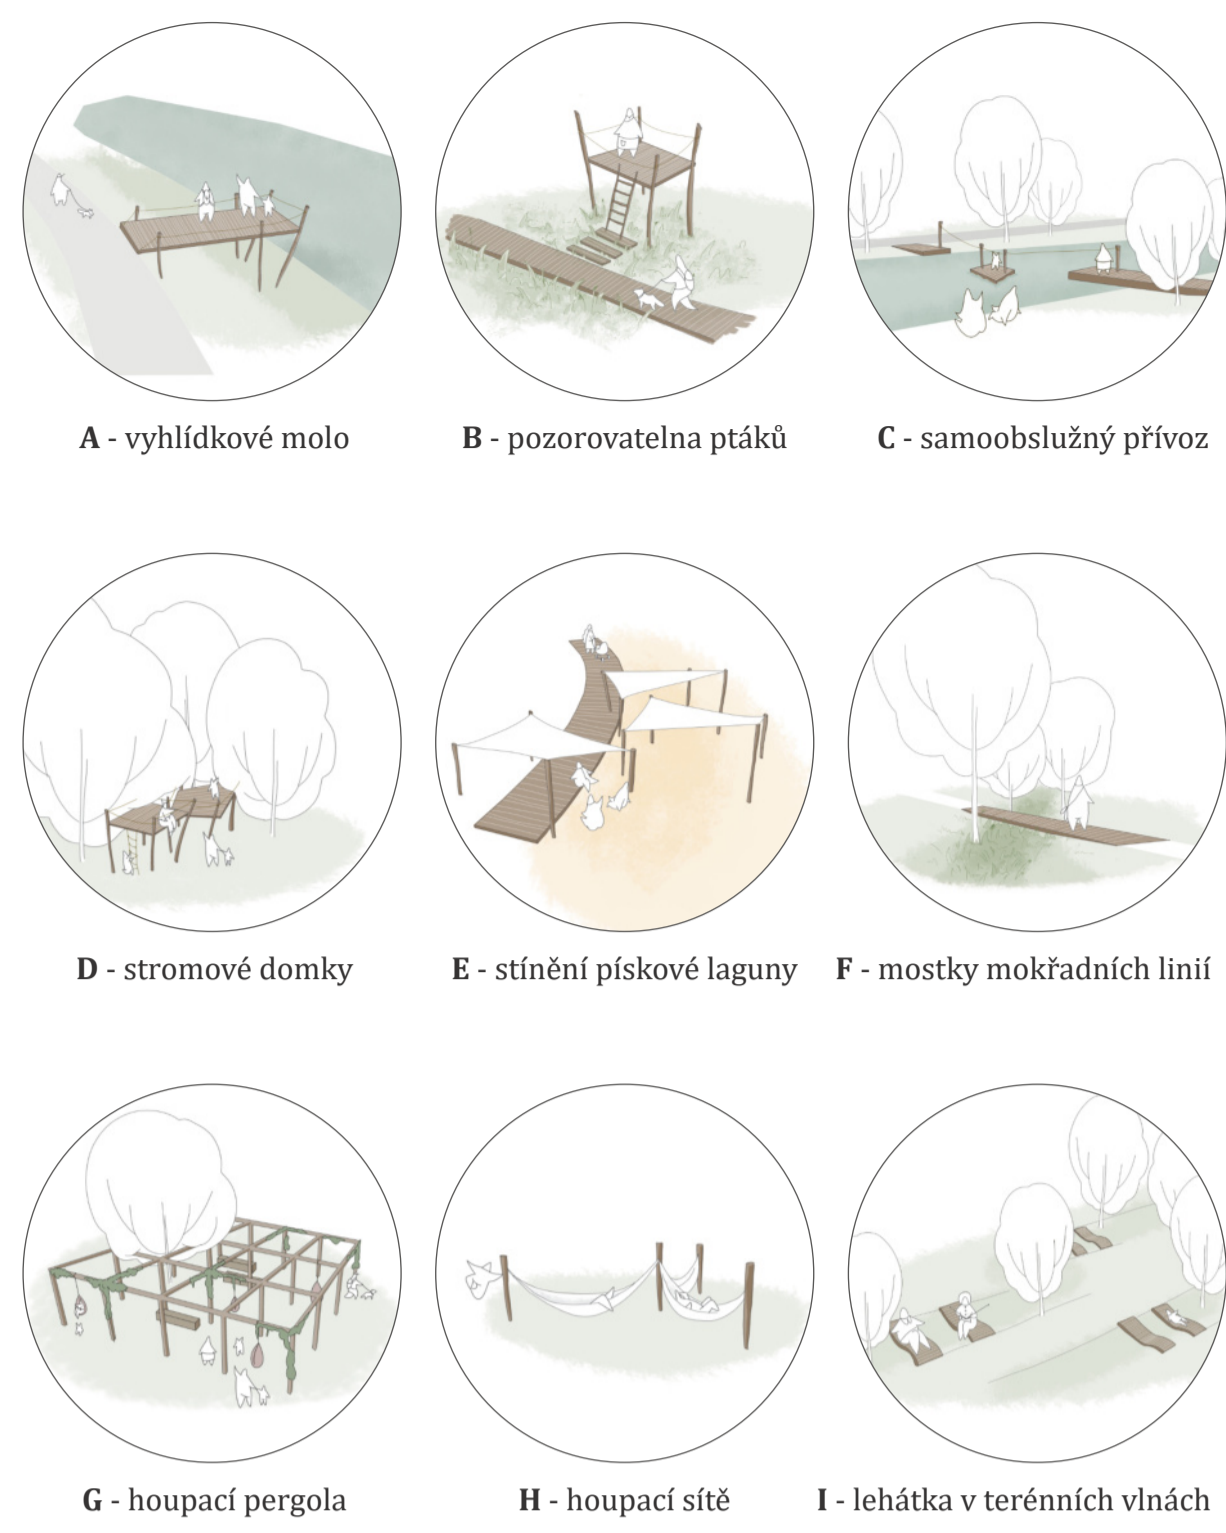 A - vyhlídkové molo
B - pozorovatelna ptáků
C - samoobslužný přívoz
D - stromové domky
E - stínění pískové laguny
F - mostky mokřadních linií
G - houpací pergola
H - houpací sítě
I - lehátka v terénních vlnách